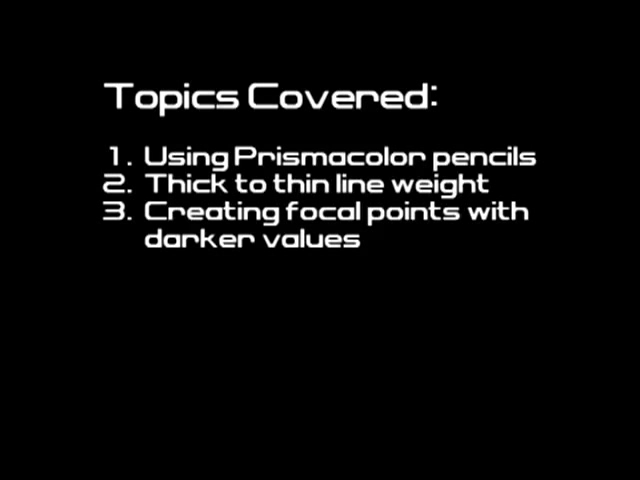 Topics Covered:
1. Using Prismacolor pencils
2. Thick to thin line weight
3. Creating focal points with
darker values